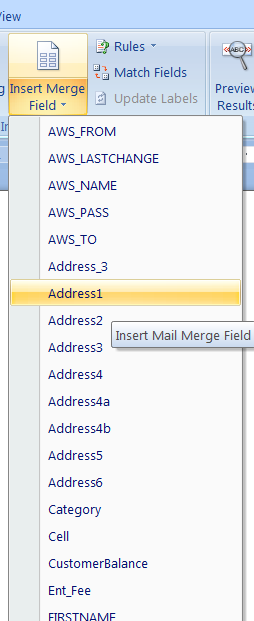 View
Insert Merge
Field
Rules
Match Fields
Update Labels
ABC
Preview
Results
AWS_FROM
AWS_LASTCHANGE
AWS_NAME
AWS_PASS
AWS_TO
Address_3
Address1
Address2
Insert Mail Merge Field
Address3
Address4
Address4a
Address4b
Address5
Address6
Category
Cell
CustomerBalance
Ent_Fee
FIRSTNAME